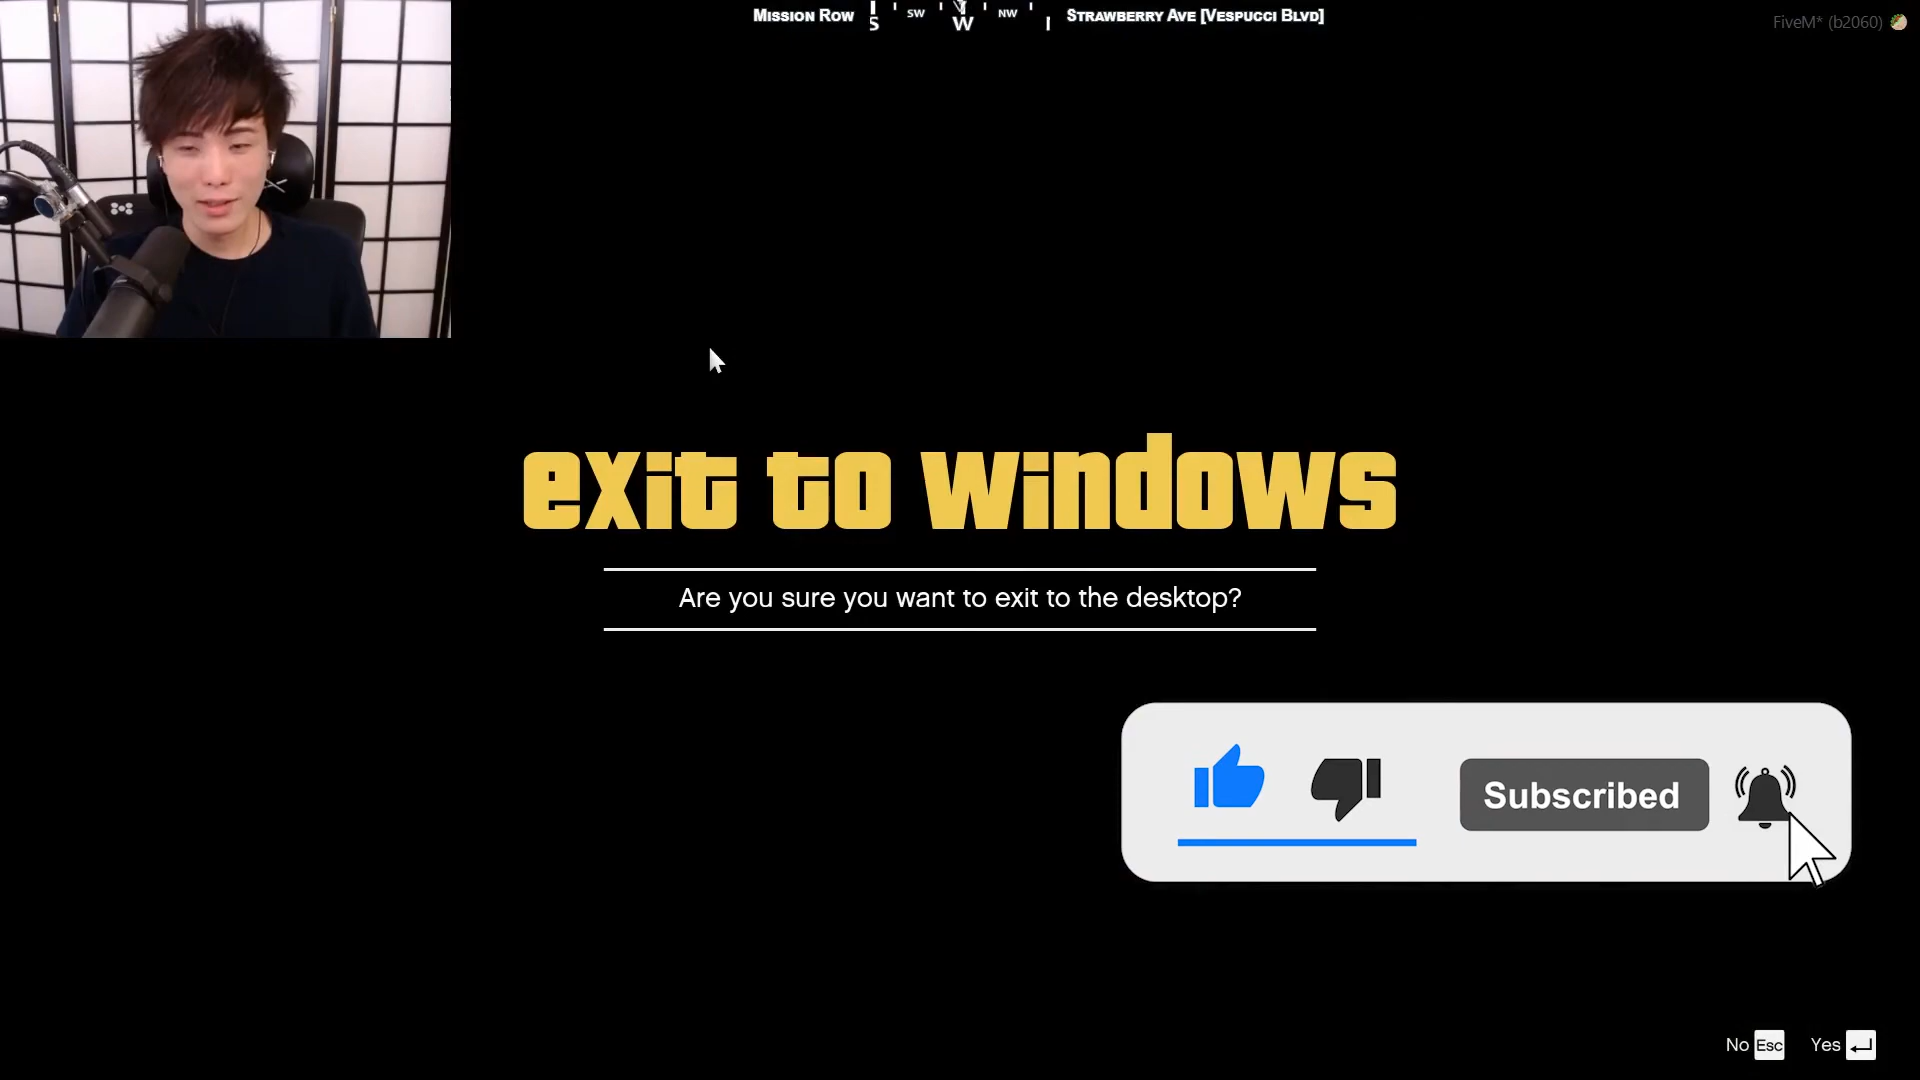 Mission Row S SW W NW Strawberry Ave [Vespucci Blvd]
FiveM* (b2060)
exit to windows
Are you sure you want to exit to the desktop?
Subscribed
No Esc Yes